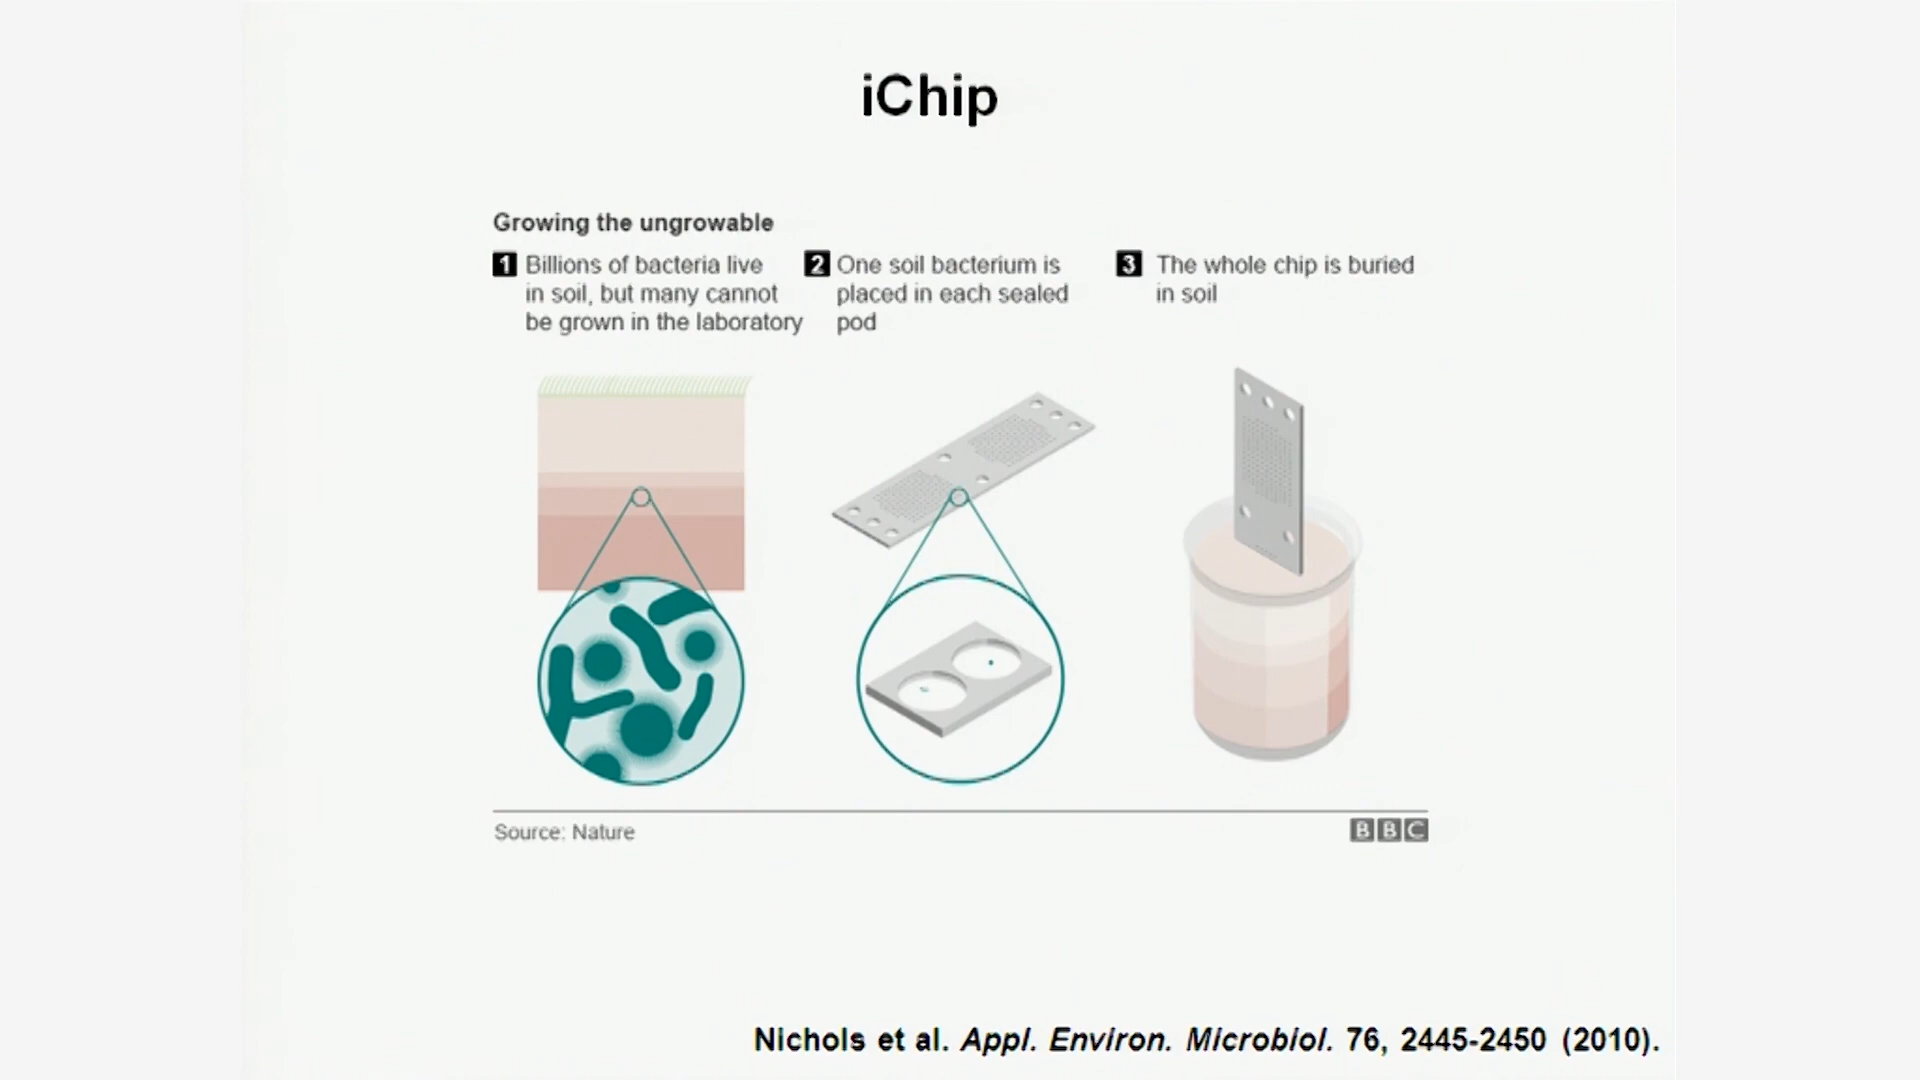 iChip
Growing the ungrowable
1 Billions of bacteria live
in soil, but many cannot
be grown in the laboratory
2 One soil bacterium is
placed in each sealed
pod
3 The whole chip is buried
in soil
Source: Nature
BBC
Nichols et al. Appl. Environ. Microbiol. 76, 2445-2450 (2010).